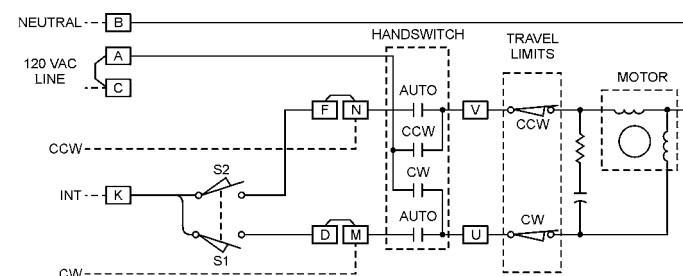 NEUTRAL
B
HANDSWITCH
TRAVEL
LIMITS
A
120 VAC
LINE
C
MOTOR
AUTO
F
N
V
CCW
CCW
CCW
S2
CW
INT
K
AUTO
CW
D
M
U
S1
CW